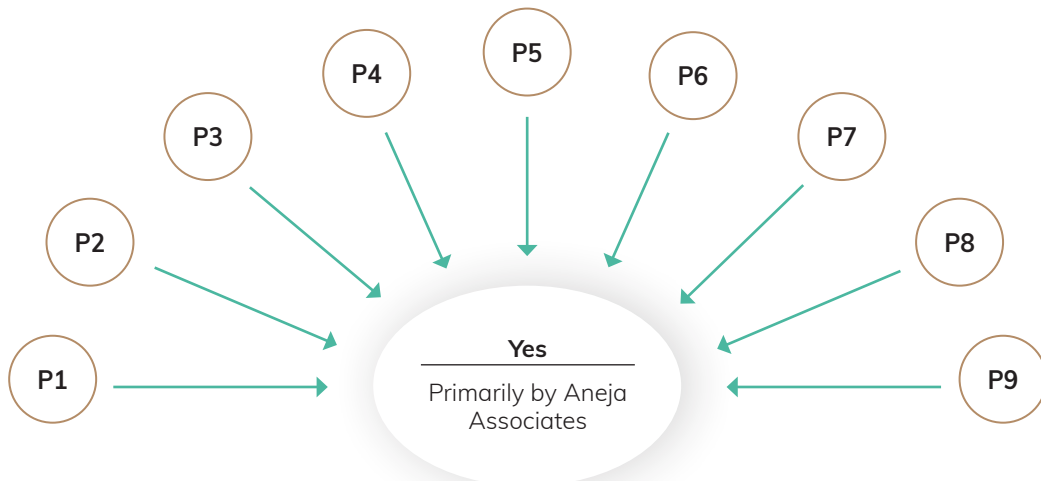 P1
P2
P3
P4
P5
P6
P7
P8
P9
Yes
Primarily by Aneja
Associates